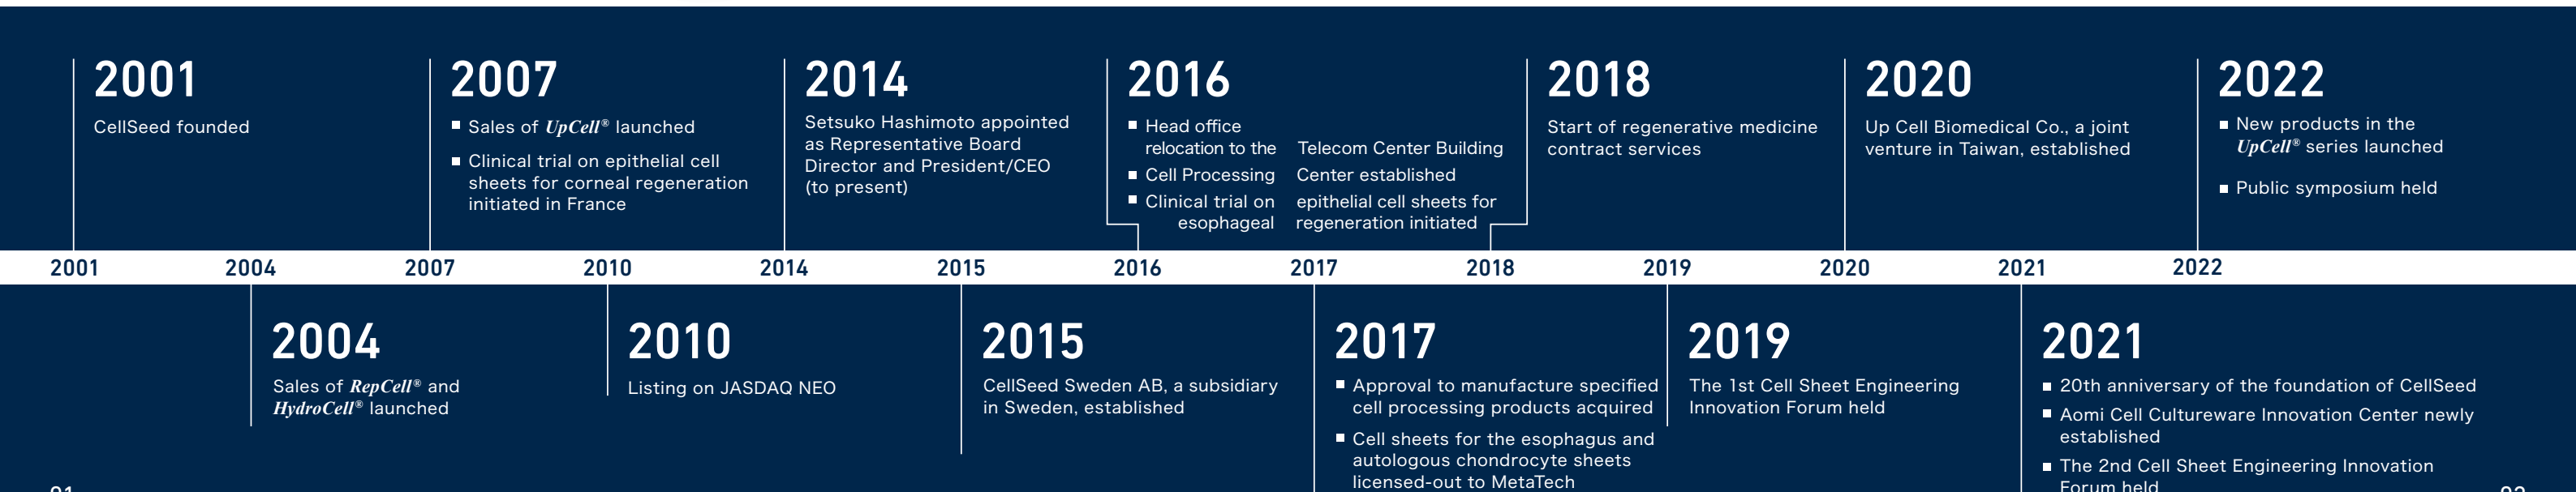 2001
CellSeed founded
2007
Sales of UpCell® launched
Clinical trial on epithelial cell
sheets for corneal regeneration
initiated in France
2014
Setsuko Hashimoto appointed
as Representative Board
Director and President/CEO
(to present)
2016
Head office
relocation to the Telecom Center Building
Cell Processing Center established
Clinical trial on epithelial cell sheets for
esophageal regeneration initiated
2018
Start of regenerative medicine
contract services
2020
Up Cell Biomedical Co., a joint
venture in Taiwan, established
2022
New products in the
UpCell® series launched
Public symposium held
2001 2004 2007 2010 2014 2015 2016 2017 2018 2019 2020 2021 2022
2004
Sales of RepCell® and
HydroCell® launched
2010
Listing on JASDAQ NEO
2015
CellSeed Sweden AB, a subsidiary
in Sweden, established
2017
Approval to manufacture specified
cell processing products acquired
Cell sheets for the esophagus and
autologous chondrocyte sheets
licensed-out to MetaTech
2019
The 1st Cell Sheet Engineering
Innovation Forum held
2021
20th anniversary of the foundation of CellSeed
Aomi Cell Cultureware Innovation Center newly
established
The 2nd Cell Sheet Engineering Innovation
Forum held